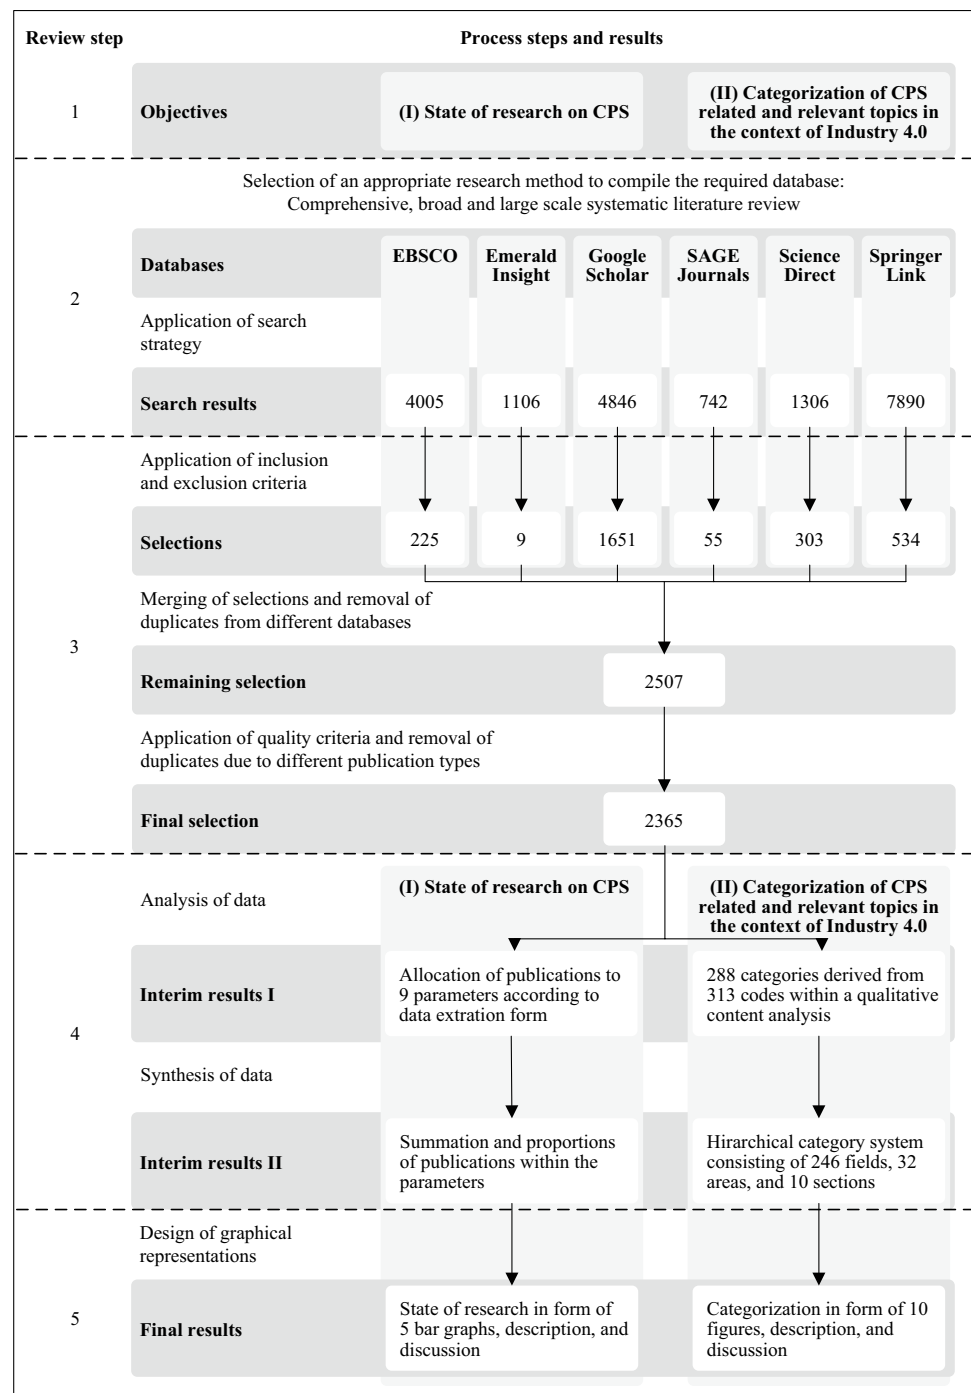 Review step
Process steps and results
1
Objectives
(I) State of research on CPS
(II) Categorization of CPS
related and relevant topics in
the context of Industry 4.0
Selection of an appropriate research method to compile the required database:
Comprehensive, broad and large scale systematic literature review
2
Databases
EBSCO
Emerald
Insight
Google
Scholar
SAGE
Journals
Science
Direct
Springer
Link
Application of search
strategy
Search results
4005
1106
4846
742
1306
7890
3
Application of inclusion
and exclusion criteria
Selections
225
9
1651
55
303
534
Merging of selections and removal of
duplicates from different databases
Remaining selection
2507
Application of quality criteria and removal of
duplicates due to different publication types
Final selection
2365
4
Analysis of data
(I) State of research on CPS
(II) Categorization of CPS
related and relevant topics in
the context of Industry 4.0
Interim results I
Allocation of publications to
9 parameters according to
data extration form
288 categories derived from
313 codes within a qualitative
content analysis
Synthesis of data
Interim results II
Summation and proportions
of publications within the
parameters
Hirarchical category system
consisting of 246 fields, 32
areas, and 10 sections
5
Design of graphical
representations
Final results
State of research in form of
5 bar graphs, description, and
discussion
Categorization in form of 10
figures, description, and
discussion